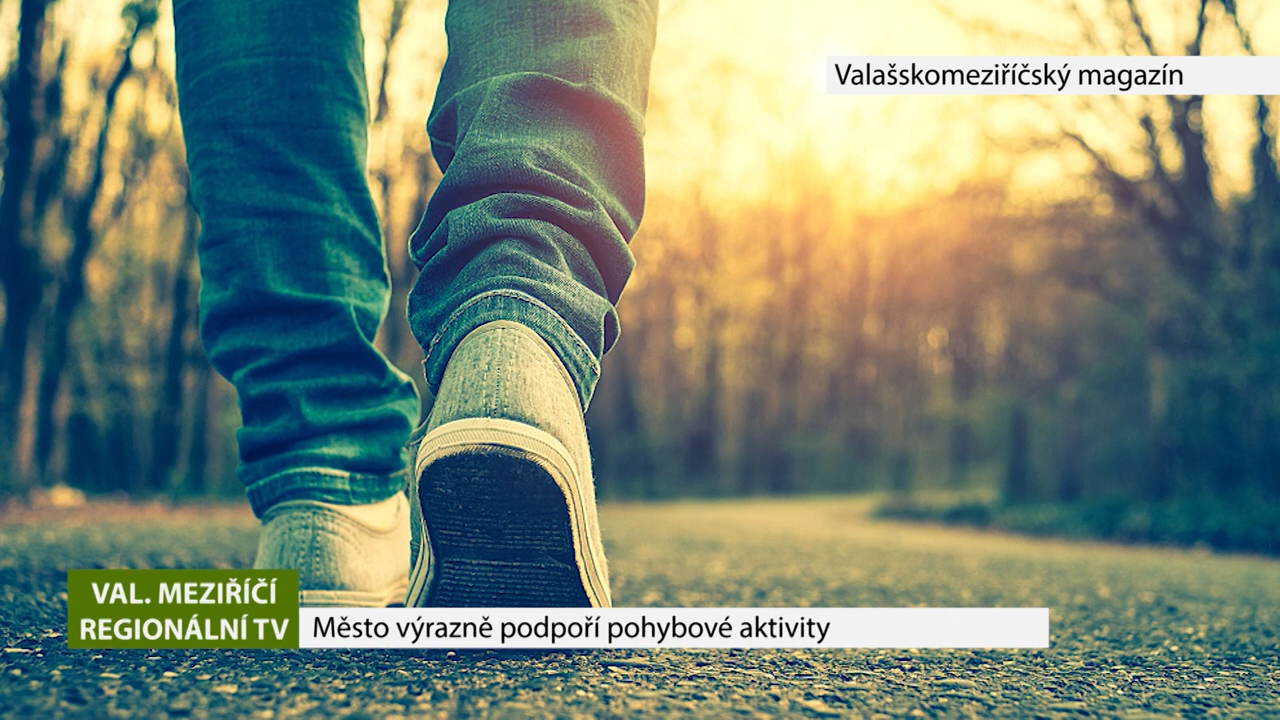 Valašskomeziříčský magazín
VAL. MEZIŘÍČÍ
REGIONÁLNÍ TV
Město výrazně podpoří pohybové aktivity